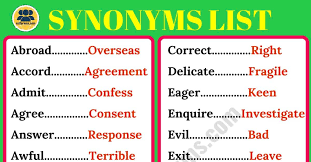 SYNONYMS LIST
Abroad............Overseas
Accord............Agreement
Admit..............Confess
Agree..............Consent
Answer..........Response
Awful.............Terrible
Correct...........Right
Delicate.........Fragile
Eager.............Keen
Enquire.........Investigate
Evil.................Bad
Exit.................Leave